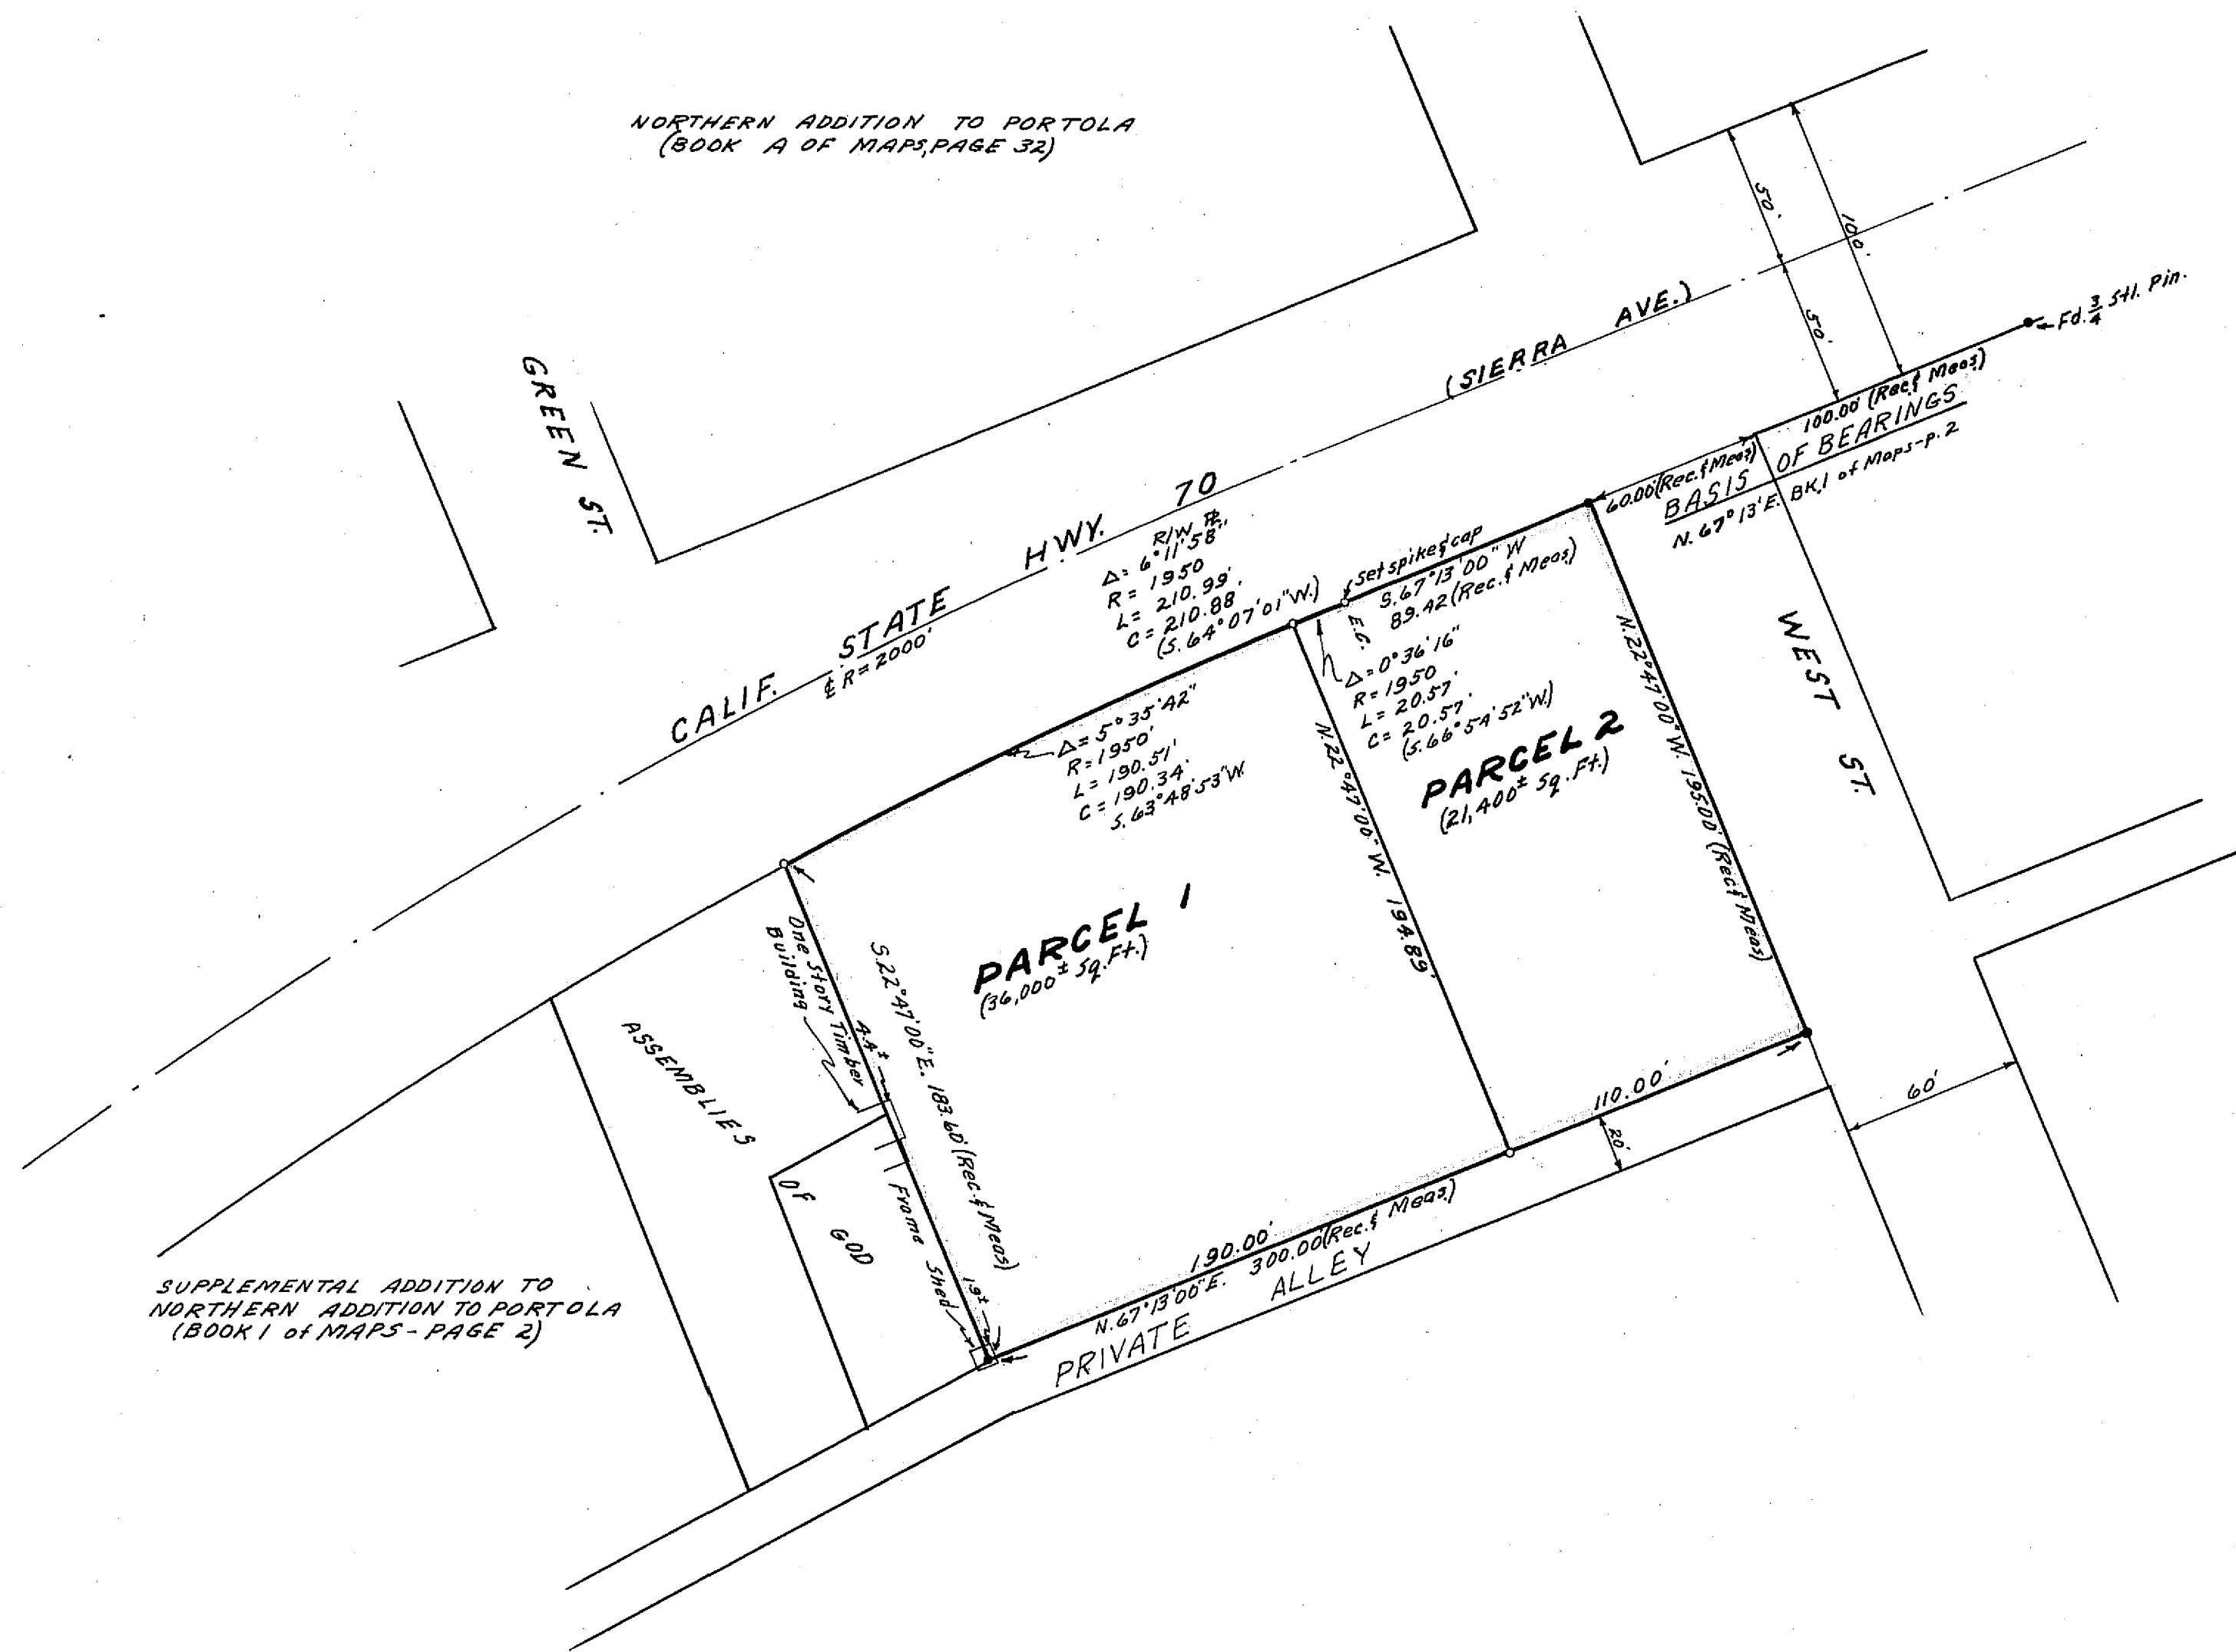 NORTHERN ADDITION TO PORTOLA
(BOOK A OF MAPS, PAGE 32)
50'
100'
50'
Fd. 3/4 Stl. Pin.
100.00' (Rec. & Meas.)
BASIS OF BEARINGS
N. 67° 13' E. BK. 1 of Maps - p. 2
60.00 (Rec. & Meas.)
GREEN ST.
CALIF. STATE HWY. 70 (SIERRA AVE.)
℄ R = 2000'
R/W ℄
Δ = 6° 11' 58"
R = 1950
L = 210.99'
C = 210.88
(S. 64° 07' 01" W.)
set spike & cap
S. 67° 13' 00" W
89.42 (Rec. & Meas.)
E.C.
Δ = 0° 36' 16"
R = 1950
L = 20.57'
C = 20.57'
(S. 66° 54' 52" W.)
PARCEL 2
(21,400± Sq. Ft.)
N. 22° 47' 00" W. 195.00' (Rec. & Meas.)
WEST ST.
Δ = 5° 35' 42"
R = 1950'
L = 190.51'
C = 190.34'
S. 63° 48' 53" W.
N. 22° 47' 00" W. 194.89'
PARCEL 1
(36,000± Sq. Ft.)
One Story Timber
Building
4.4±
S. 22° 47' 00" E. 183.60' (Rec. & Meas)
ASSEMBLIES OF GOD
Frame Shed
1.9±
110.00'
20'
60'
190.00'
N. 67° 13' 00" E. 300.00 (Rec. & Meas.)
PRIVATE ALLEY
SUPPLEMENTAL ADDITION TO
NORTHERN ADDITION TO PORTOLA
(BOOK 1 of MAPS - PAGE 2)